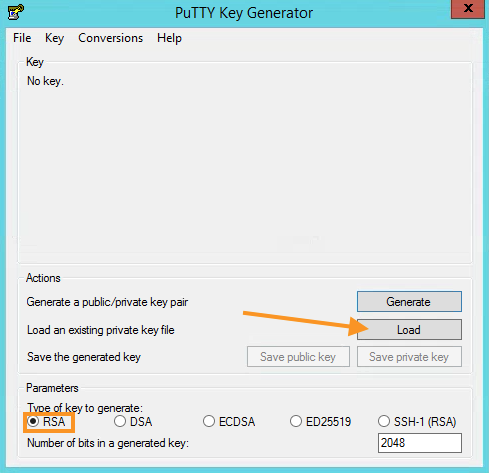 PuTTY Key Generator
x
File Key Conversions Help
Key
No key.
Actions
Generate a public/private key pair Generate
Load an existing private key file Load
Save the generated key Save public key Save private key
Parameters
Type of key to generate:
RSA DSA ECDSA ED25519 SSH-1 (RSA)
Number of bits in a generated key: 2048